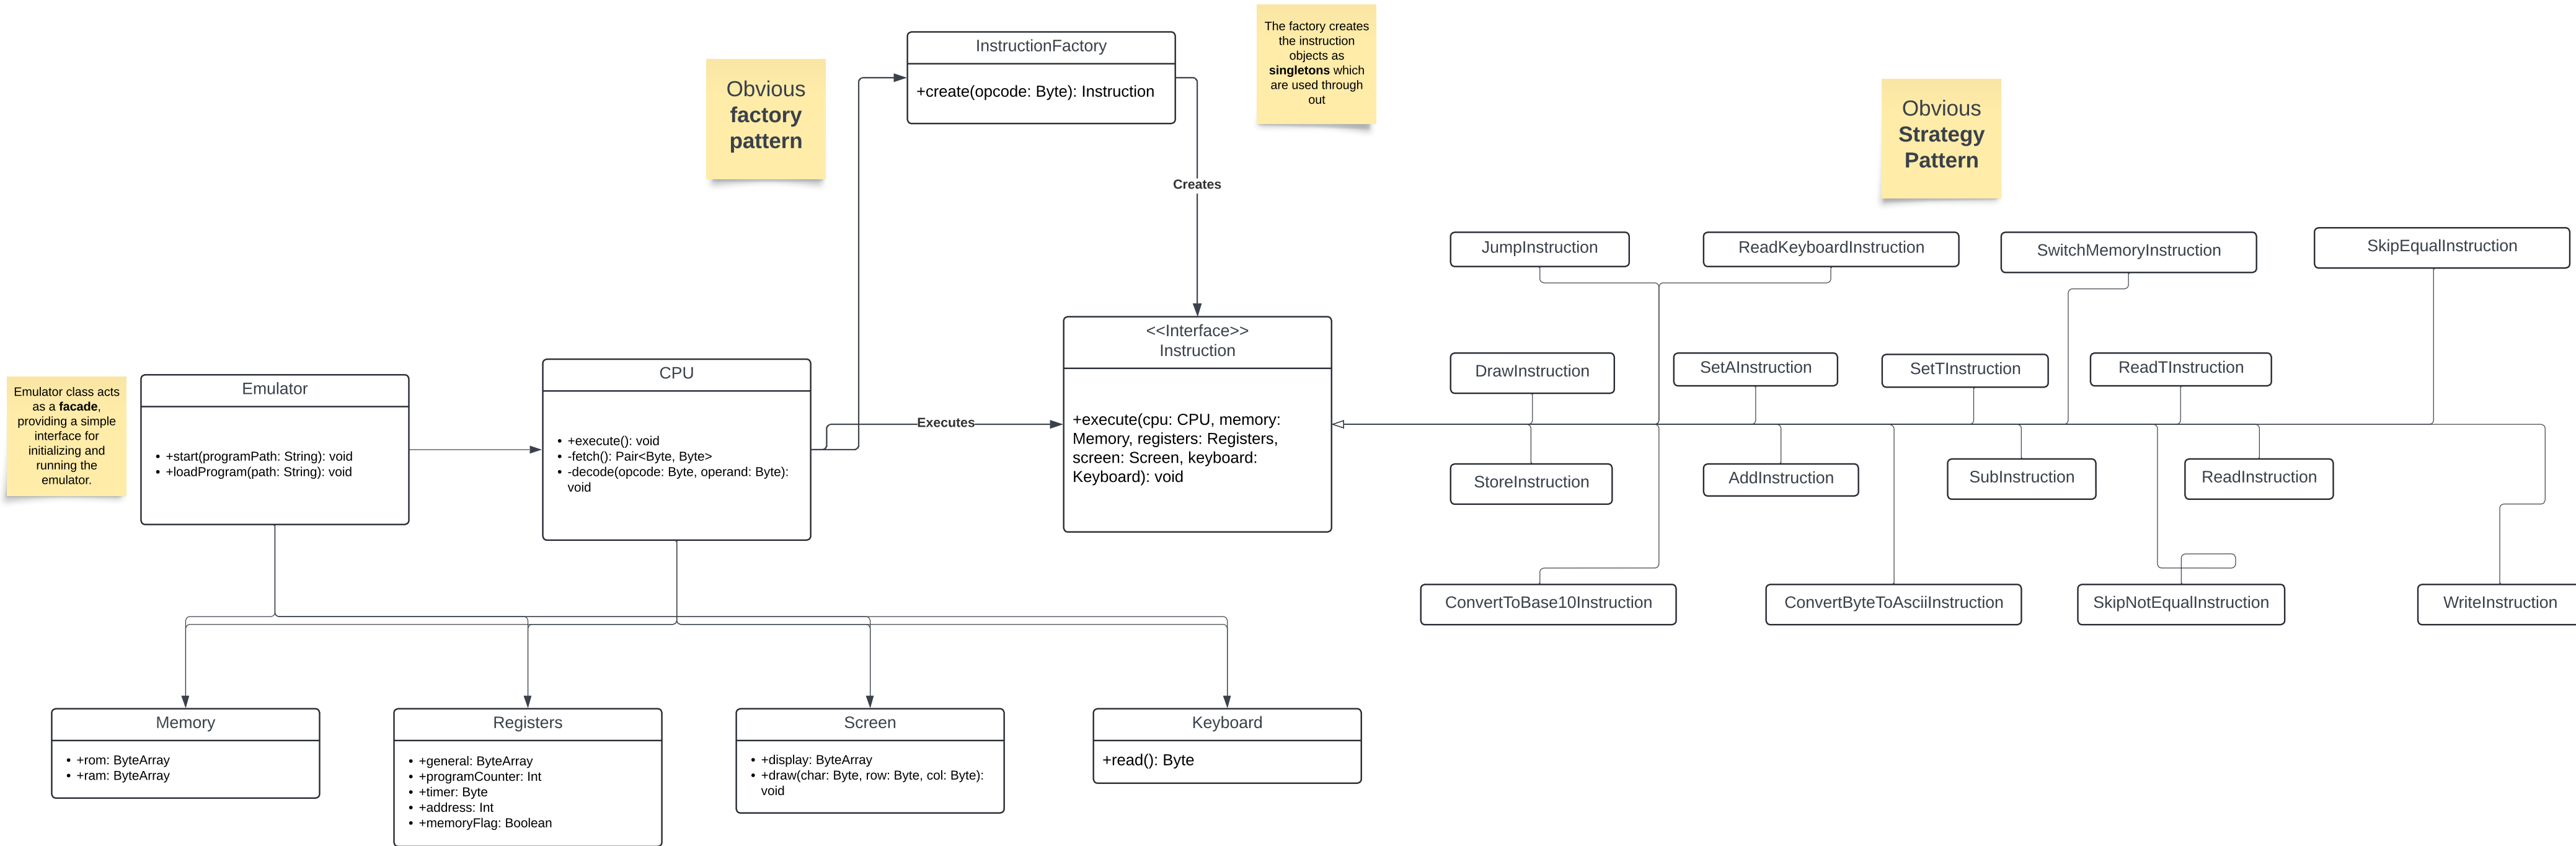 InstructionFactory
+create(opcode: Byte): Instruction
The factory creates
the instruction
objects as
singletons which
are used through
out
Obvious
factory
pattern
Obvious
Strategy
Pattern
Creates
JumpInstruction
ReadKeyboardInstruction
SwitchMemoryInstruction
SkipEqualInstruction
<<Interface>>
Instruction
+execute(cpu: CPU, memory:
Memory, registers: Registers,
screen: Screen, keyboard:
Keyboard): void
DrawInstruction
SetAInstruction
SetTInstruction
ReadTInstruction
Emulator class acts
as a facade,
providing a simple
interface for
initializing and
running the
emulator.
Emulator
• +start(programPath: String): void
• +loadProgram(path: String): void
CPU
• +execute(): void
• -fetch(): Pair<Byte, Byte>
• -decode(opcode: Byte, operand: Byte):
void
Executes
StoreInstruction
AddInstruction
SubInstruction
ReadInstruction
ConvertToBase10Instruction
ConvertByteToAsciiInstruction
SkipNotEqualInstruction
WriteInstruction
Memory
• +rom: ByteArray
• +ram: ByteArray
Registers
• +general: ByteArray
• +programCounter: Int
• +timer: Byte
• +address: Int
• +memoryFlag: Boolean
Screen
• +display: ByteArray
• +draw(char: Byte, row: Byte, col: Byte):
void
Keyboard
+read(): Byte